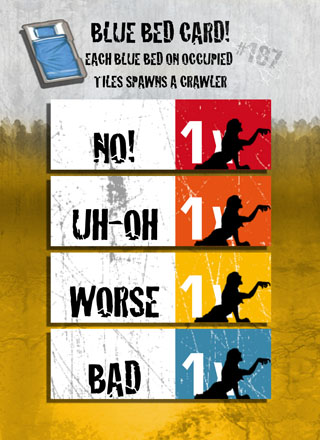 BLUE BED CARD!
#187
EACH BLUE BED ON OCCUPIED
TILES SPAWNS A CRAWLER
NO! 1x
UH-OH 1x
WORSE 1x
BAD 1x